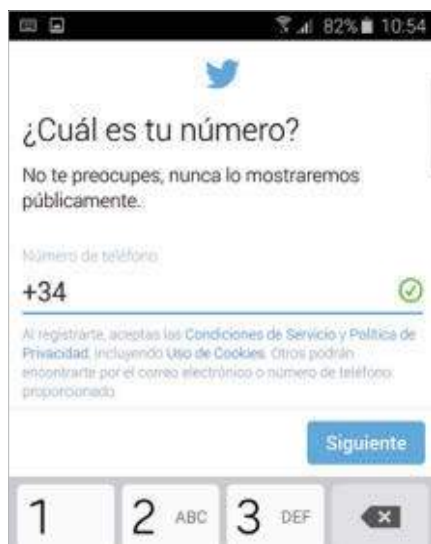 82% 10:54
¿Cuál es tu número?
No te preocupes, nunca lo mostraremos
públicamente.
Número de teléfono
+34
Al registrarte, aceptas las Condiciones de Servicio y Política de
Privacidad, incluyendo Uso de Cookies. Otros podrán
encontrarte por el correo electrónico o número de teléfono
proporcionado.
Siguiente
1 2 ABC 3 DEF